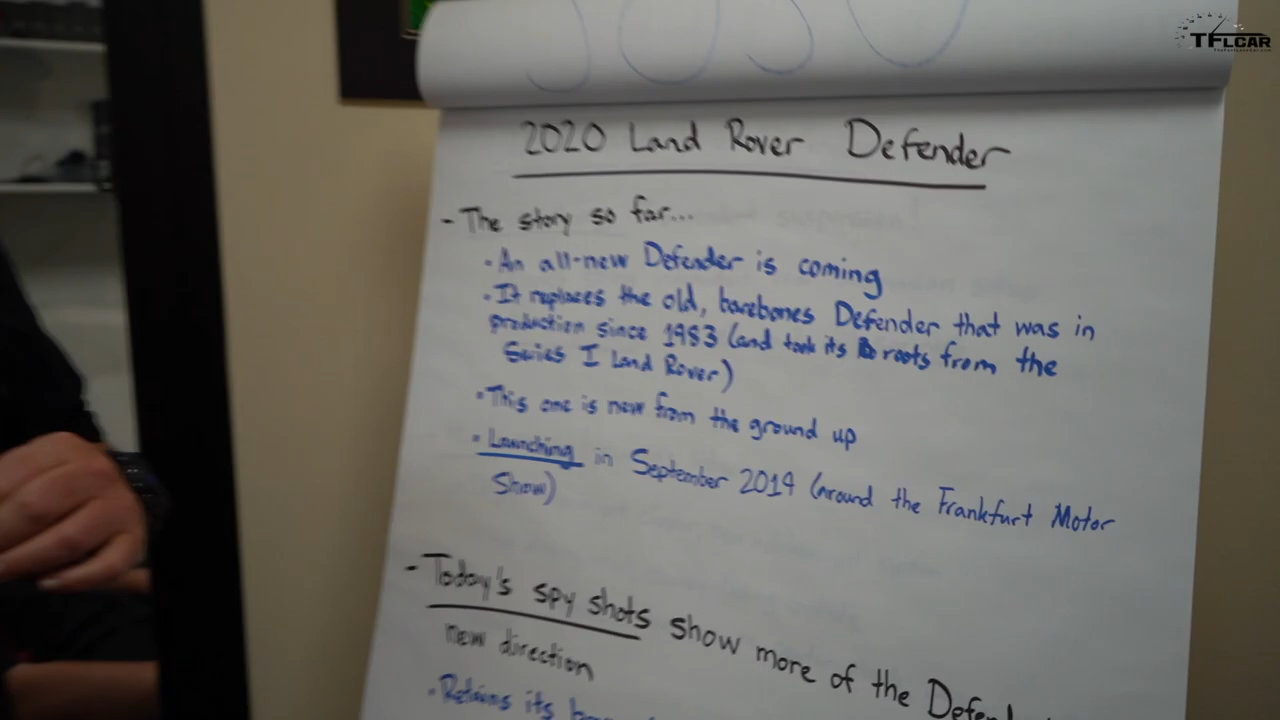 TFLCAR
2020 Land Rover Defender
- The story so far...
· An all-new Defender is coming
· It replaces the old, barebones Defender that was in
production since 1983 (and took its roots from the
Series I Land Rover)
· This one is new from the ground up
· Launching in September 2019 (around the Frankfurt Motor
Show)
- Today's spy shots show more of the
new direction
· Retains its